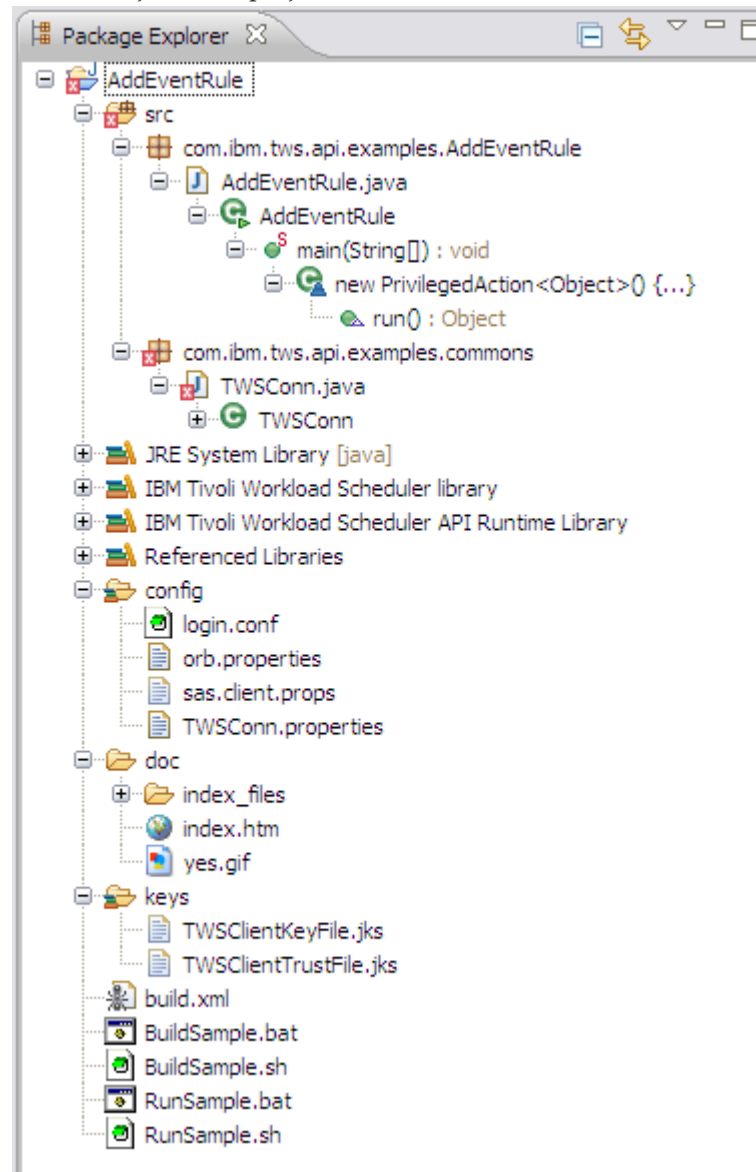 Package Explorer
AddEventRule
src
com.ibm.tws.api.examples.AddEventRule
AddEventRule.java
AddEventRule
main(String[]) : void
new PrivilegedAction<Object>() {...}
run() : Object
com.ibm.tws.api.examples.commons
TWSConn.java
TWSConn
JRE System Library [java]
IBM Tivoli Workload Scheduler library
IBM Tivoli Workload Scheduler API Runtime Library
Referenced Libraries
config
login.conf
orb.properties
sas.client.props
TWSConn.properties
doc
index_files
index.htm
yes.gif
keys
TWSClientKeyFile.jks
TWSClientTrustFile.jks
build.xml
BuildSample.bat
BuildSample.sh
RunSample.bat
RunSample.sh